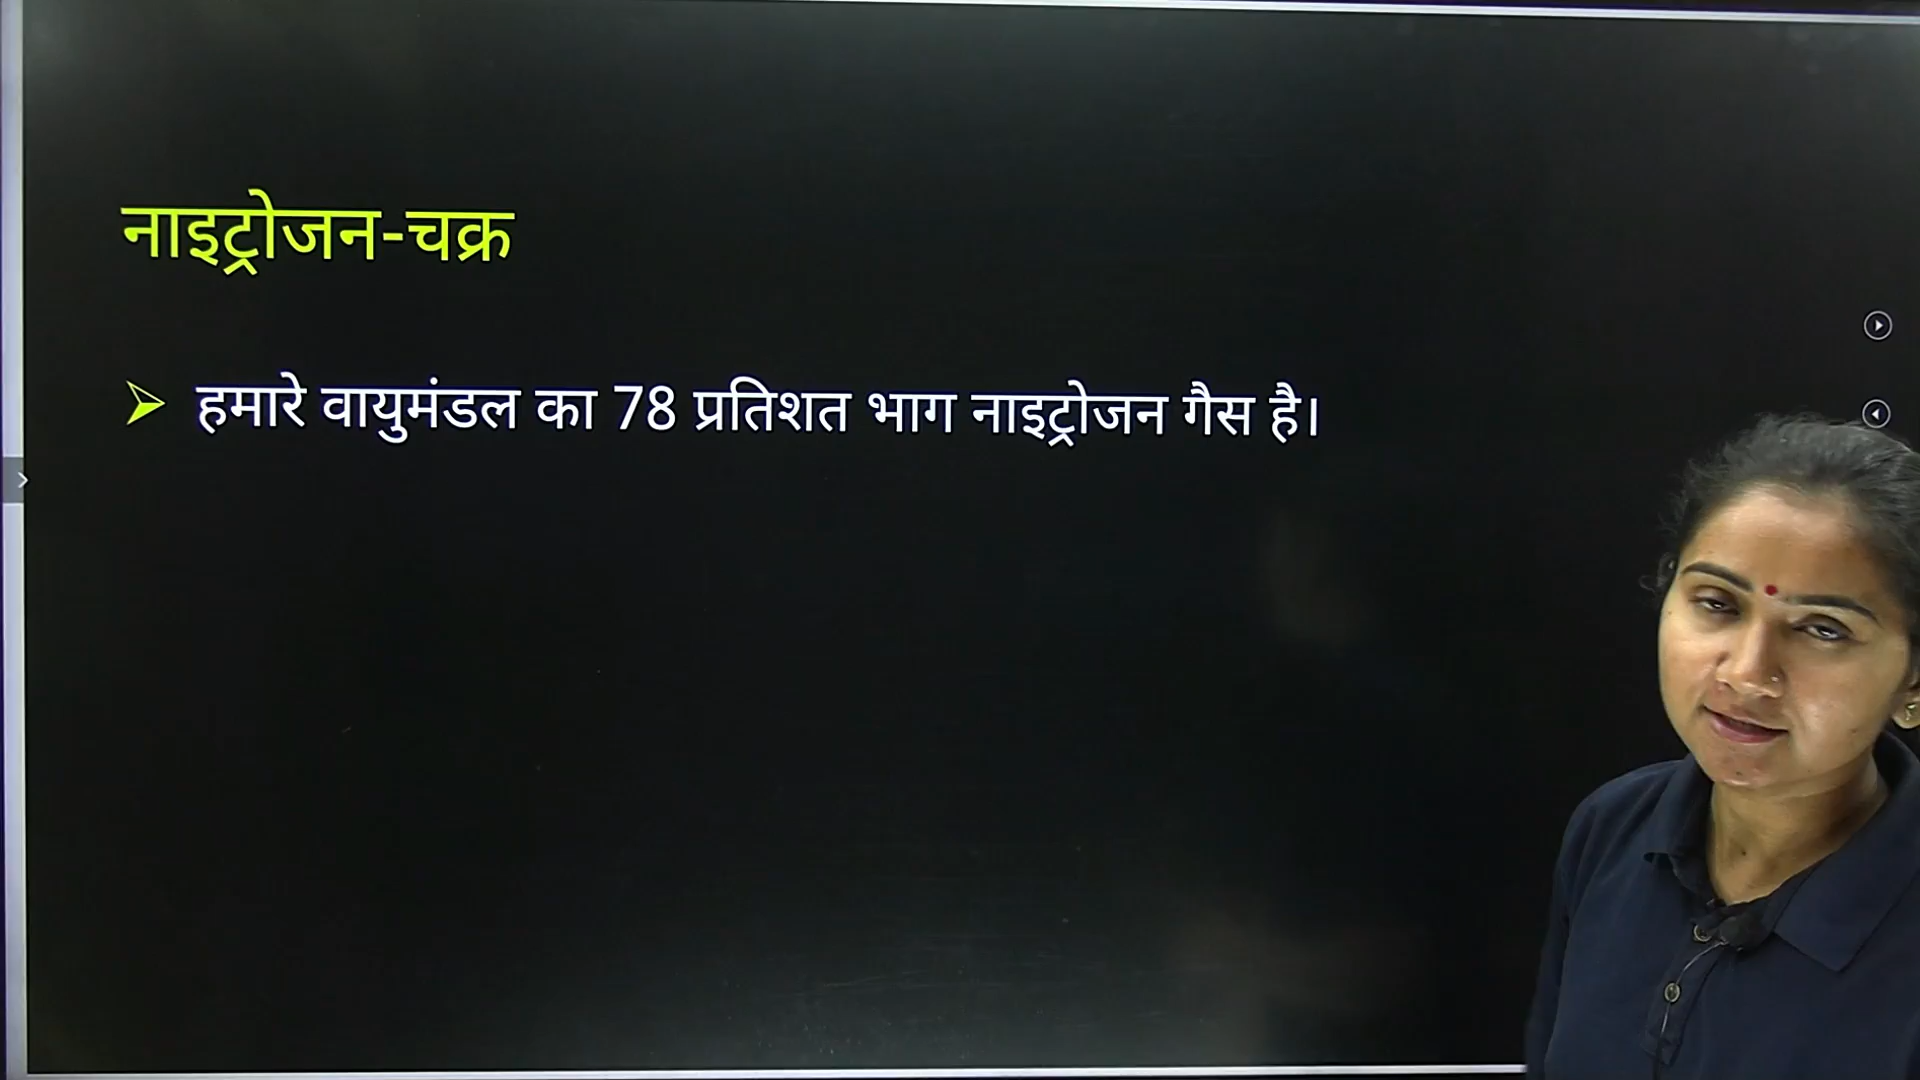 नाइट्रोजन-चक्र
हमारे वायुमंडल का 78 प्रतिशत भाग नाइट्रोजन गैस है।